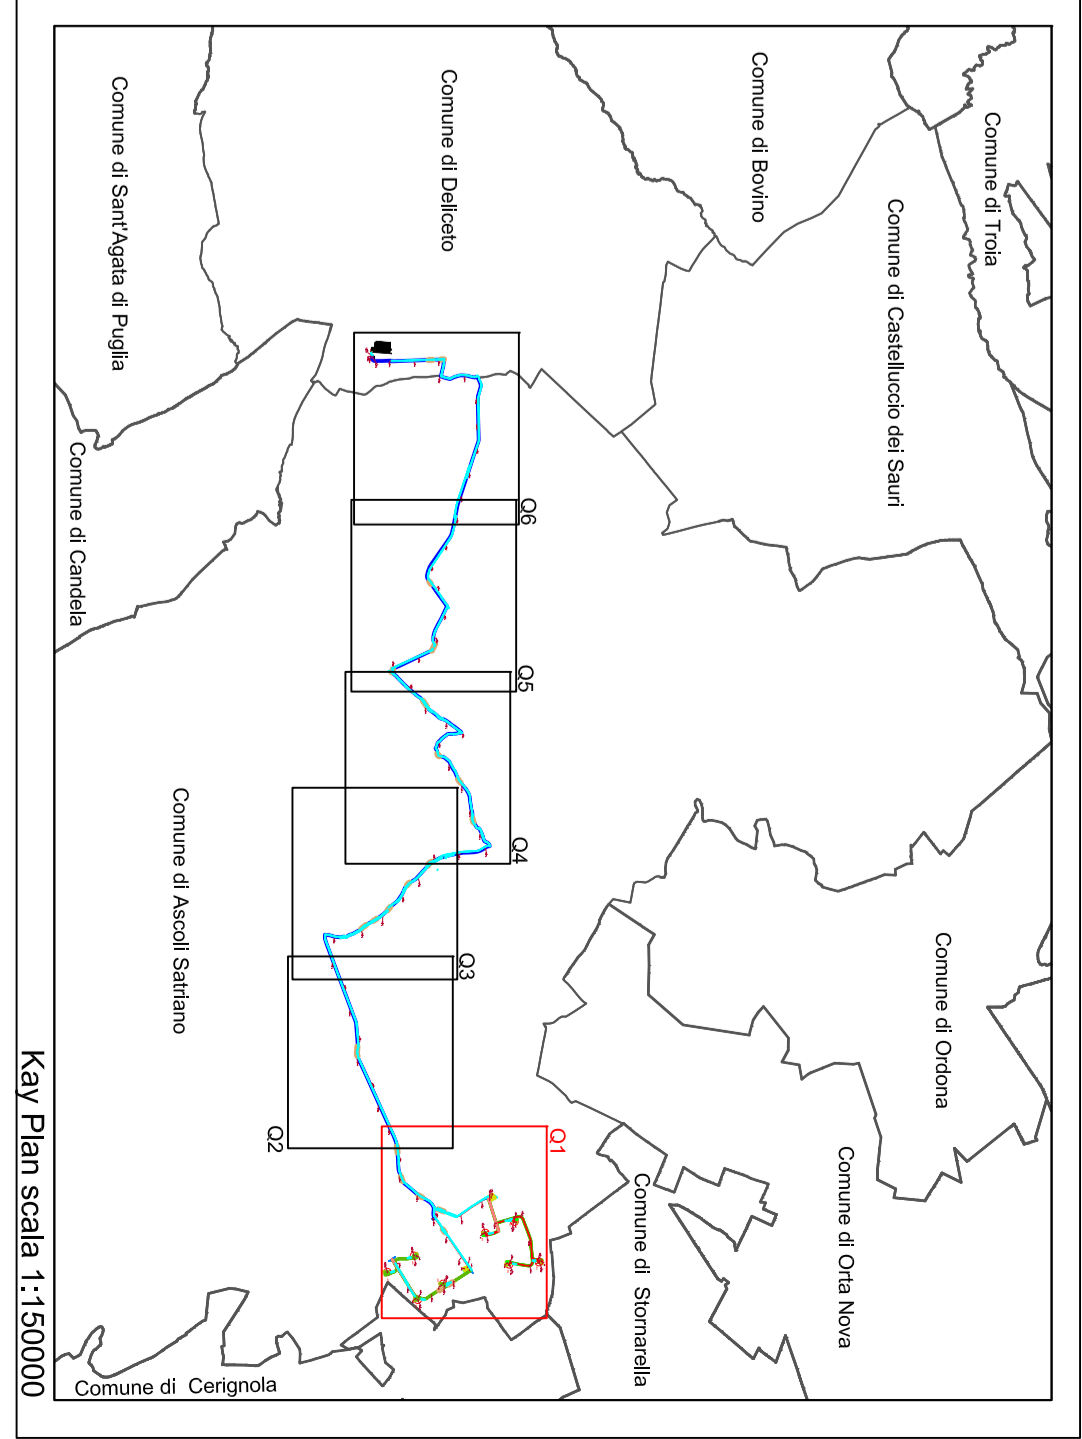 Comune di Troia
Comune di Bovino
Comune di Castelluccio dei Sauri
Comune di Deliceto
Comune di Sant'Agata di Puglia
Comune di Candela
Q6
Q5
Q4
Q3
Q2
Q1
Comune di Ascoli Satriano
Comune di Ordona
Comune di Orta Nova
Comune di Stornarella
Comune di Cerignola
Kay Plan scala 1:150000